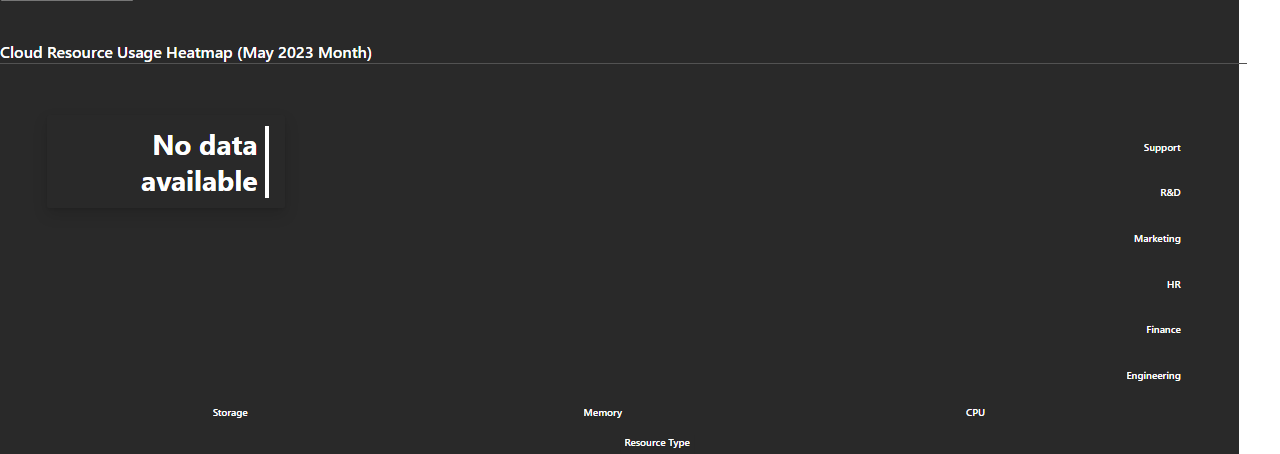 Cloud Resource Usage Heatmap (May 2023 Month)
No data
available
Support
R&D
Marketing
HR
Finance
Engineering
Storage
Memory
CPU
Resource Type